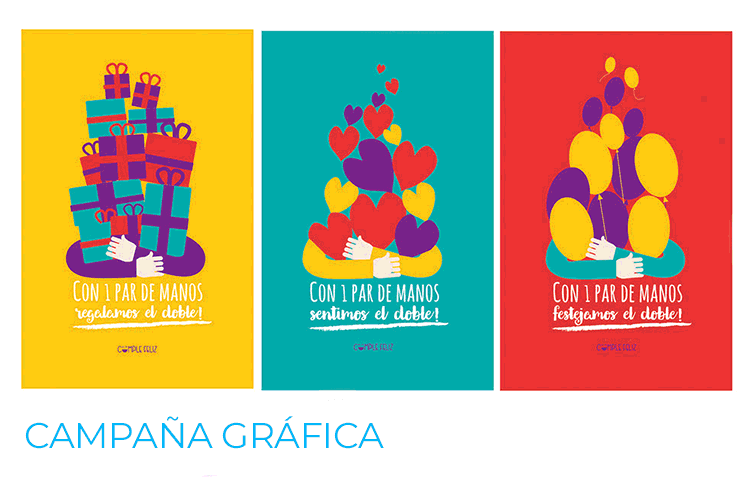 CON 1 PAR DE MANOS
regalamos el doble!
CUMPLE FELIZ
CON 1 PAR DE MANOS
sentimos el doble!
CUMPLE FELIZ
CON 1 PAR DE MANOS
festejamos el doble!
CUMPLE FELIZ
CAMPAÑA GRÁFICA